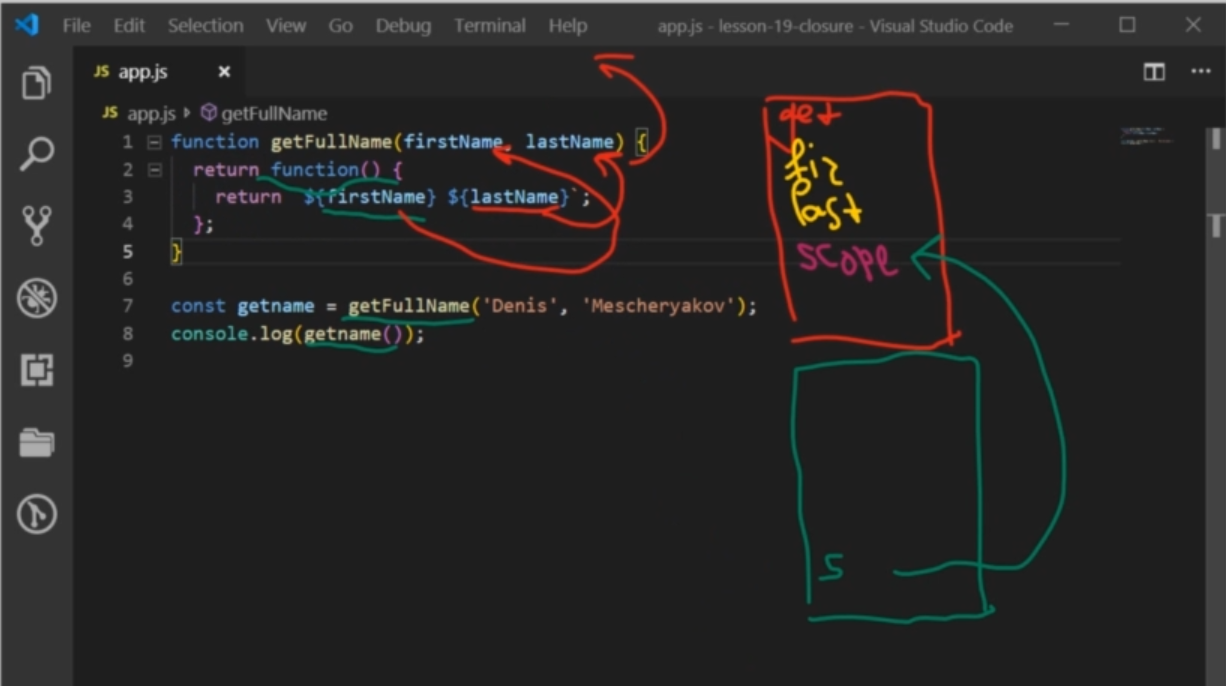 File Edit Selection View Go Debug Terminal Help app.js - lesson-19-closure - Visual Studio Code
JS app.js
JS app.js getFullName
1 function getFullName(firstName, lastName) {
2 return function() {
3 return `${firstName} ${lastName}`;
4 };
5 }
6
7 const getname = getFullName('Denis', 'Mescheryakov');
8 console.log(getname());
9
get
fiz
last
scope
S